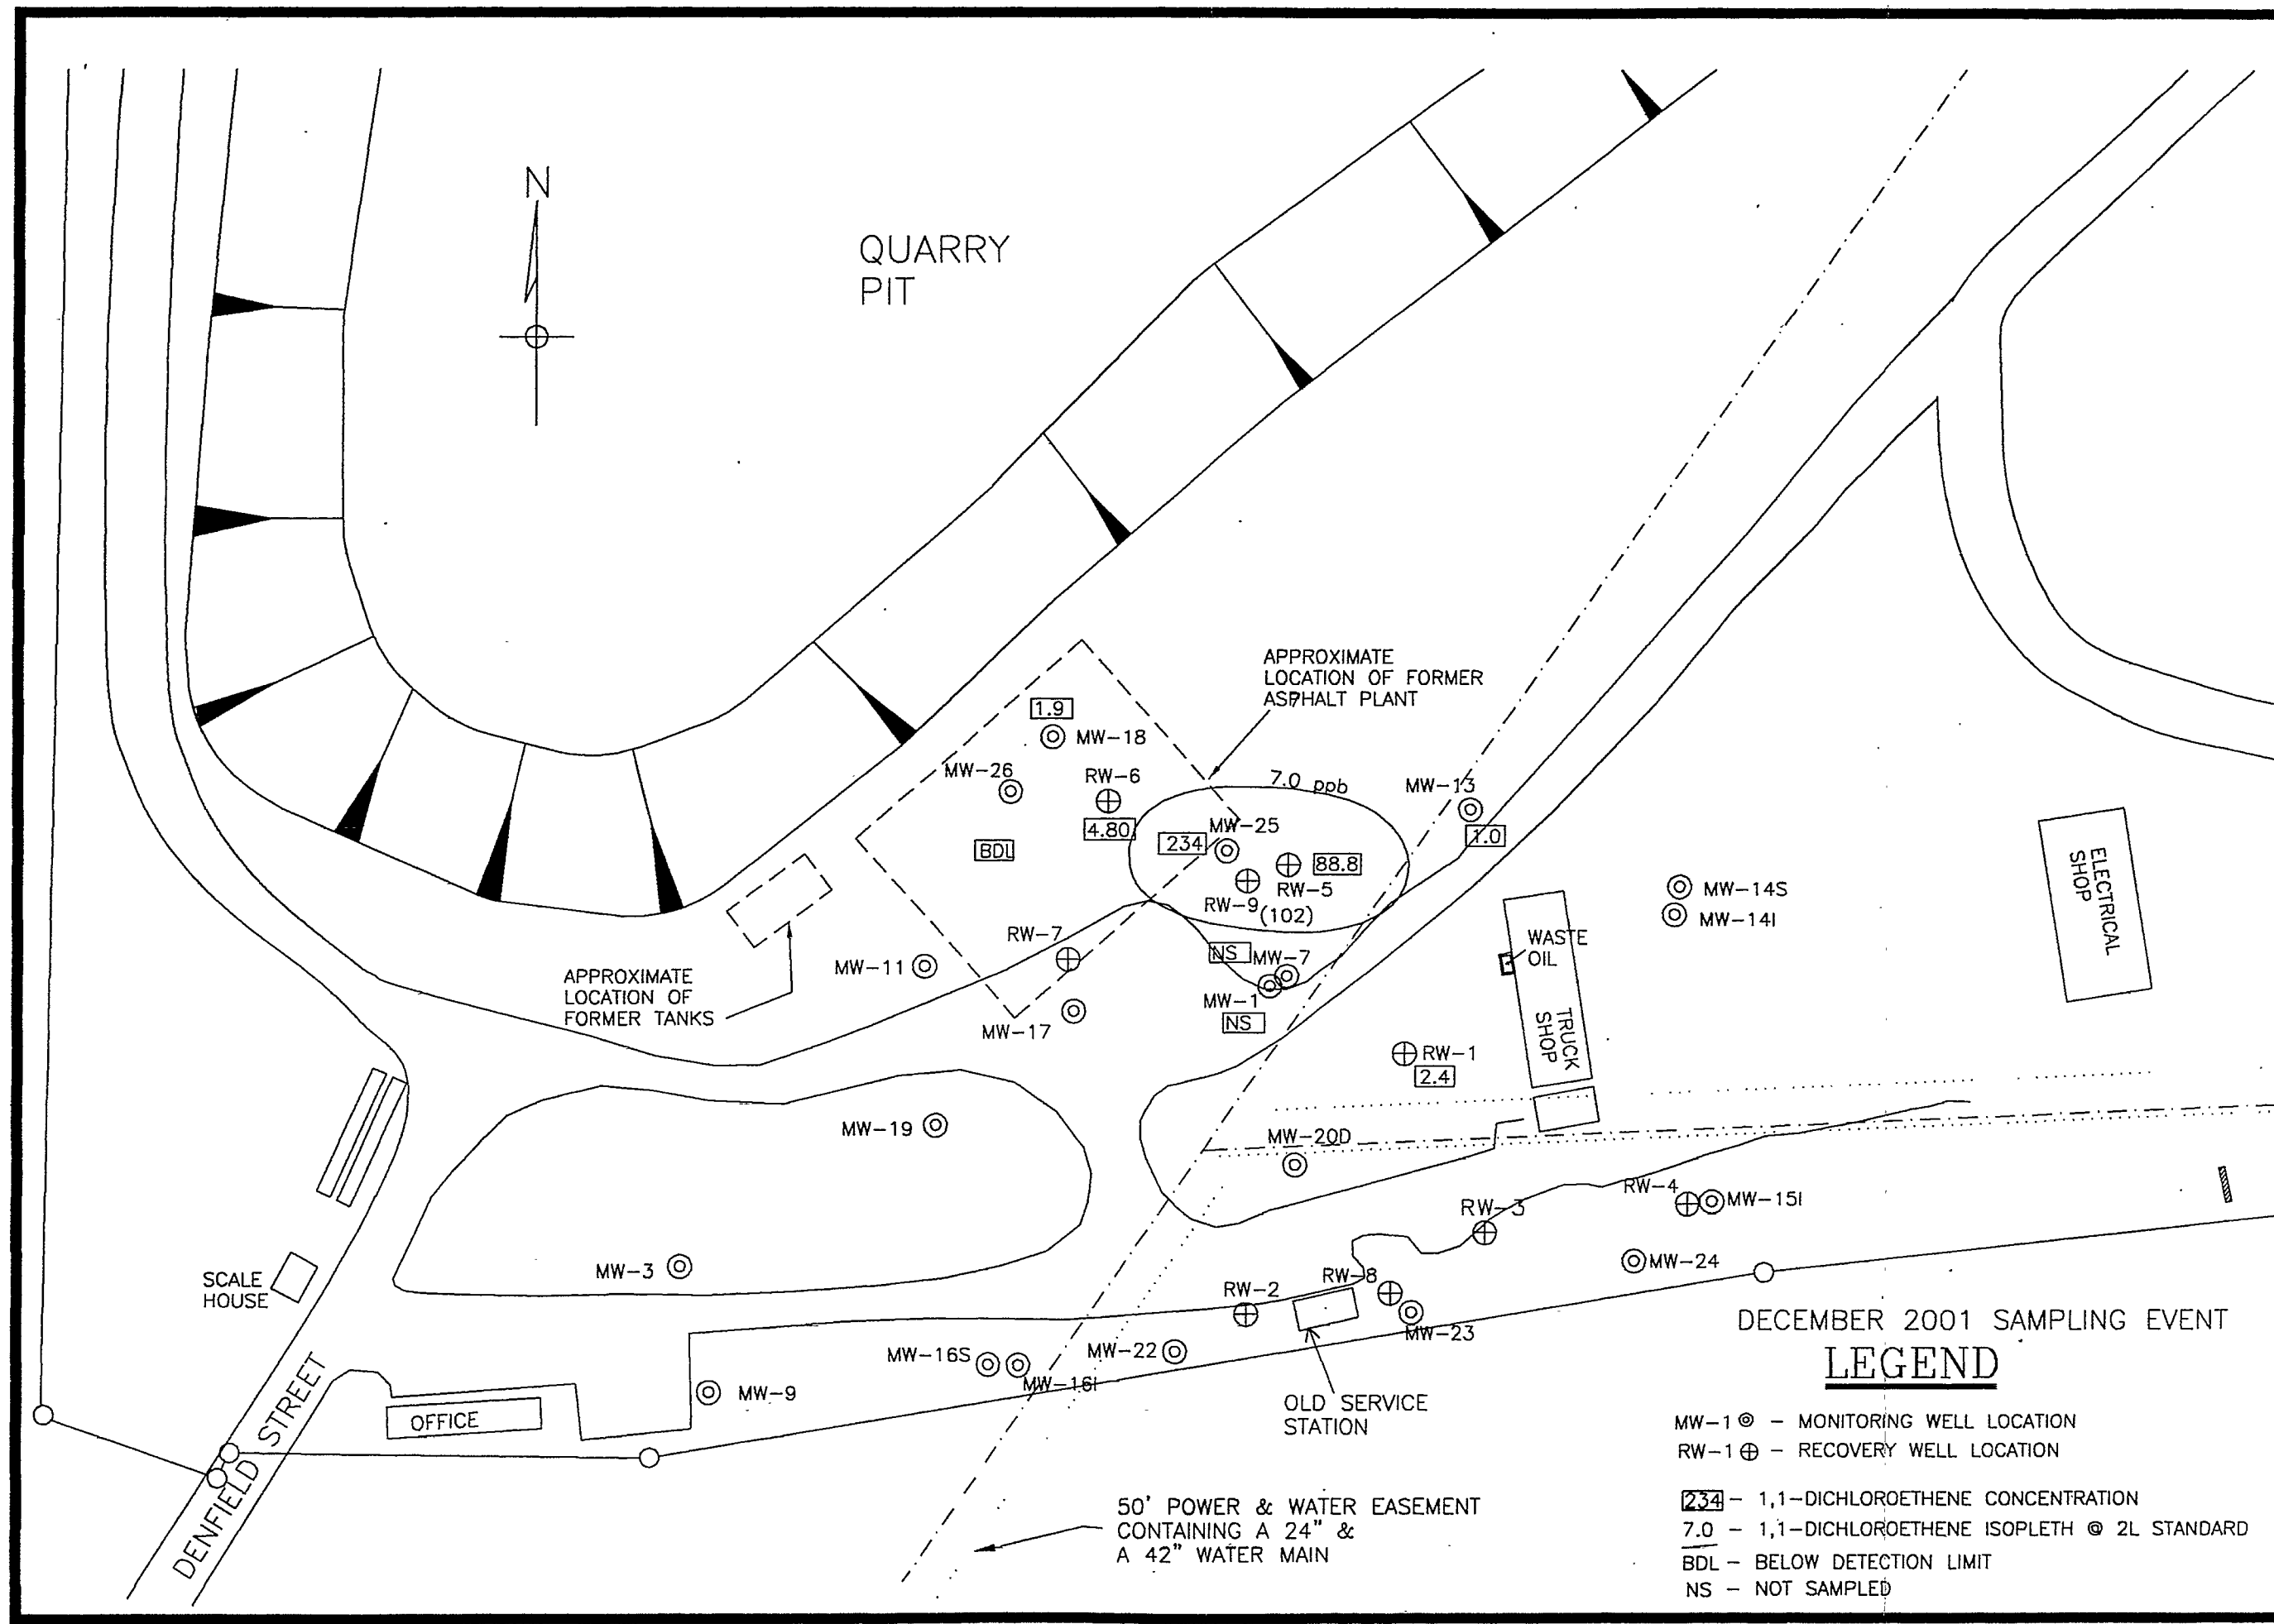 N
QUARRY
PIT
APPROXIMATE
LOCATION OF FORMER
ASPHALT PLANT
1.9
MW-18
MW-26
RW-6
4.80
BDL
7.0 ppb
MW-13
1.0
MW-25
234
88.8
RW-5
RW-9
(102)
MW-14S
MW-14I
ELECTRICAL
SHOP
WASTE
OIL
TRUCK
SHOP
RW-7
MW-11
NS
MW-7
MW-1
NS
APPROXIMATE
LOCATION OF
FORMER TANKS
MW-17
RW-1
2.4
MW-19
MW-20D
RW-4
MW-15I
RW-3
MW-24
SCALE
HOUSE
MW-3
RW-2
RW-8
MW-23
MW-22
MW-16S
MW-16I
MW-9
OFFICE
DENFIELD STREET
OLD SERVICE
STATION
50' POWER & WATER EASEMENT
CONTAINING A 24" &
A 42" WATER MAIN
DECEMBER 2001 SAMPLING EVENT
LEGEND
MW-1 – MONITORING WELL LOCATION
RW-1 – RECOVERY WELL LOCATION
234 – 1,1-DICHLOROETHENE CONCENTRATION
7.0 – 1,1-DICHLOROETHENE ISOPLETH @ 2L STANDARD
BDL – BELOW DETECTION LIMIT
NS – NOT SAMPLED